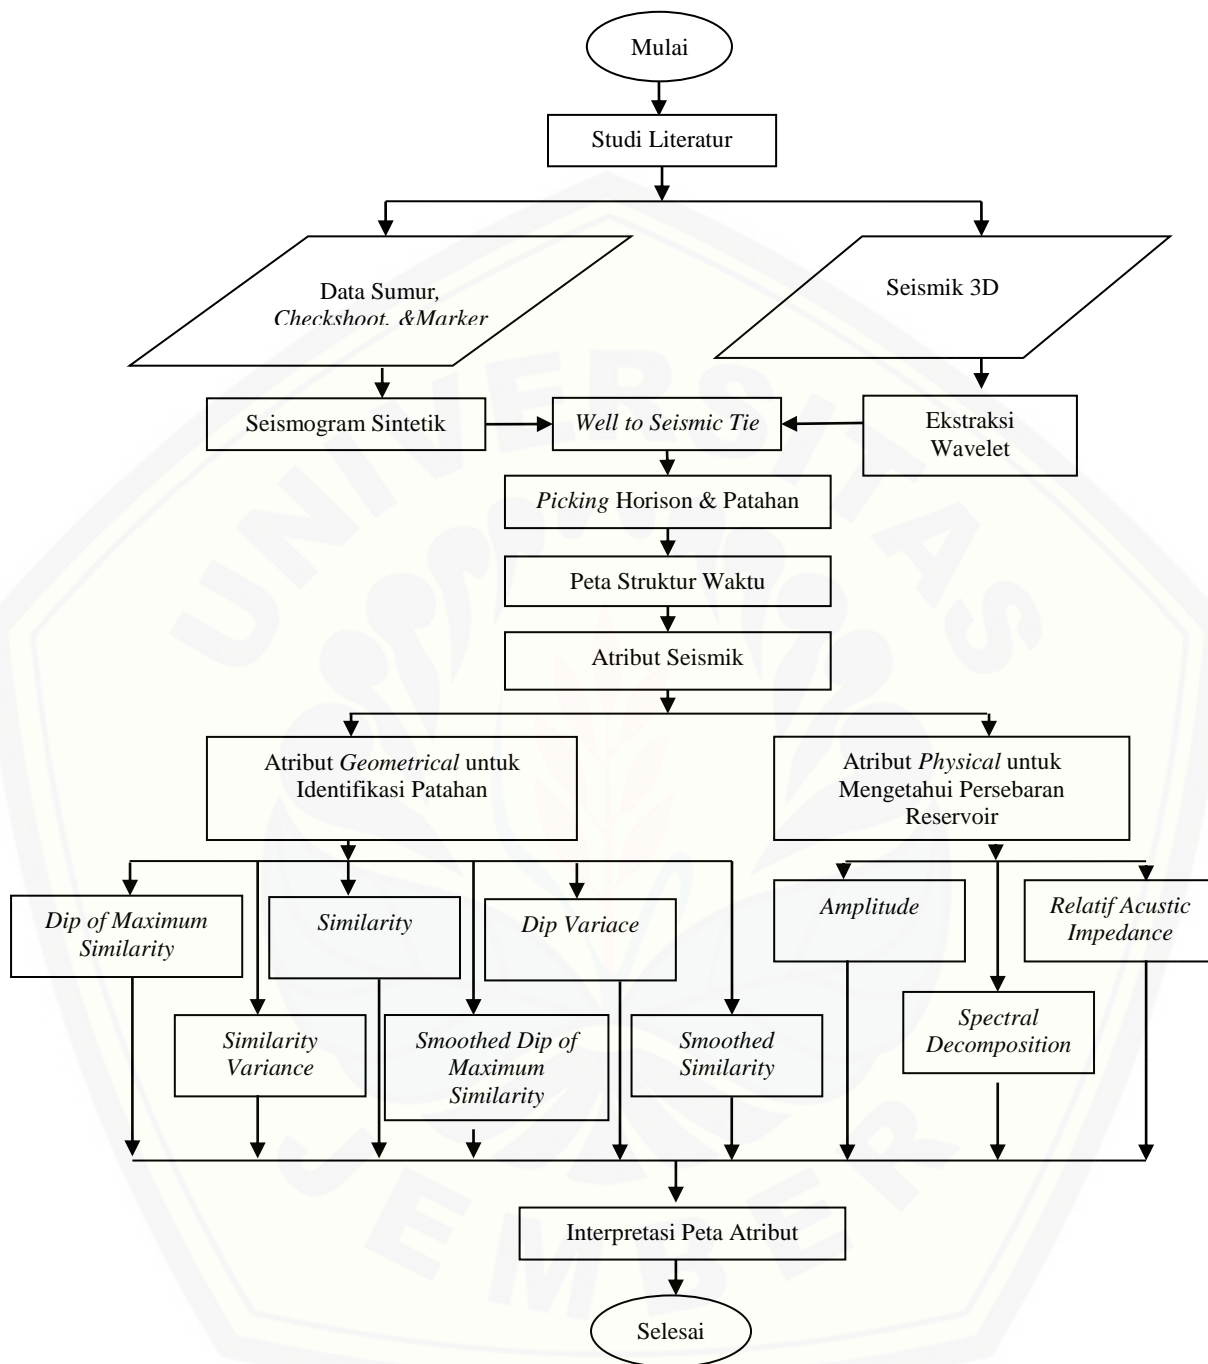 Mulai
Studi Literatur
Data Sumur,
Checkshoot, &Marker
Seismik 3D
Seismogram Sintetik
Well to Seismic Tie
Ekstraksi
Wavelet
Picking Horison & Patahan
Peta Struktur Waktu
Atribut Seismik
Atribut Geometrical untuk
Identifikasi Patahan
Atribut Physical untuk
Mengetahui Persebaran
Reservoir
Dip of Maximum
Similarity
Similarity
Dip Variace
Amplitude
Relatif Acustic
Impedance
Similarity
Variance
Smoothed Dip of
Maximum
Similarity
Smoothed
Similarity
Spectral
Decomposition
Interpretasi Peta Atribut
Selesai
UNIVERSITAS
JEMBER